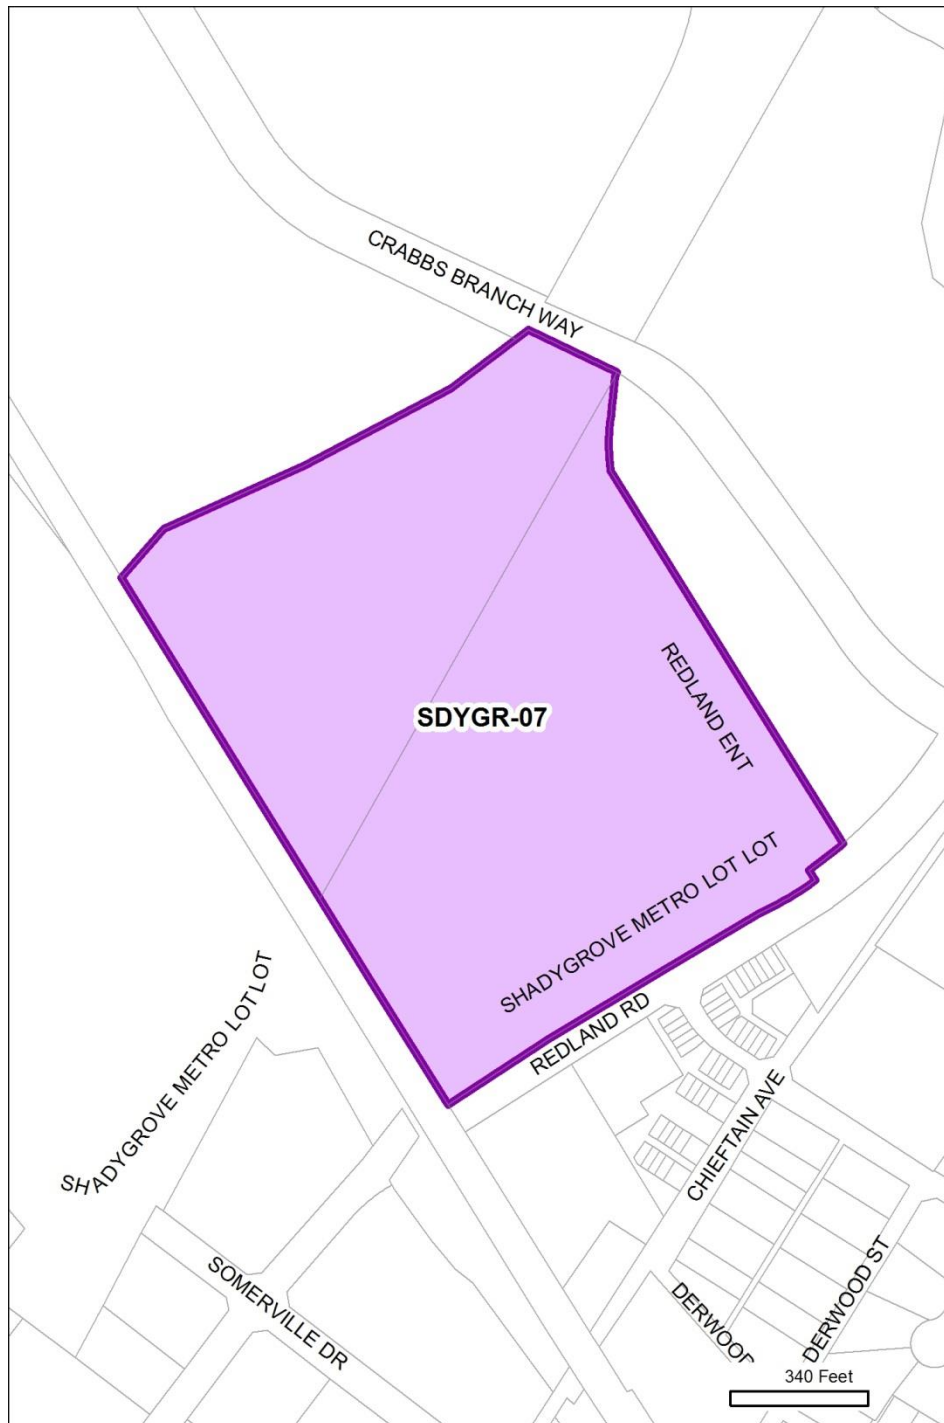 CRABBS BRANCH WAY
REDLAND ENT
SDYGR-07
SHADYGROVE METRO LOT LOT
REDLAND RD
SHADYGROVE METRO LOT LOT
CHIEFTAIN AVE
SOMERVILLE DR
DERWOOD
DERWOOD ST
340 Feet